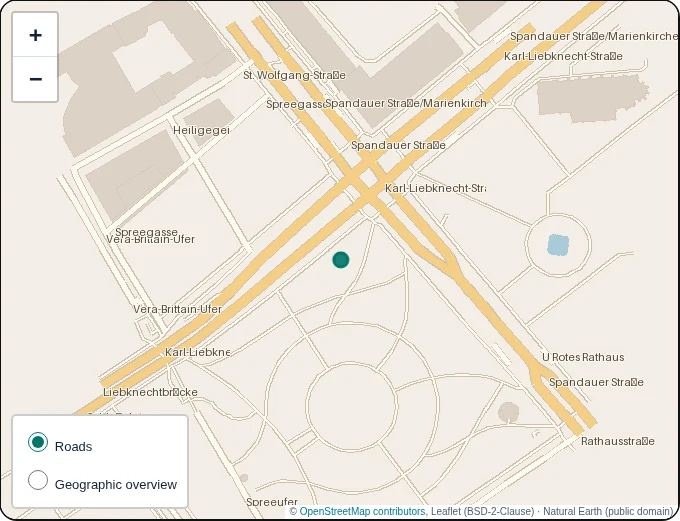 +
Spandauer Stra⍰e/Marienkirche
Karl-Liebknecht-Stra⍰e
−
St. Wolfgang-Stra⍰e
Spreegasse
Spandauer Stra⍰e/Marienkirch
Heiligegei
Spandauer Stra⍰e
Karl-Liebknecht-Stra
Spreegasse
Vera-Brittain-Ufer
Vera-Brittain-Ufer
Karl-Liebkne
U Rotes Rathaus
Spandauer Stra⍰e
Liebknechtbr⍰cke
Rathausstra⍰e
Roads
Geographic overview
Spreeufer
© OpenStreetMap contributors, Leaflet (BSD-2-Clause) · Natural Earth (public domain)